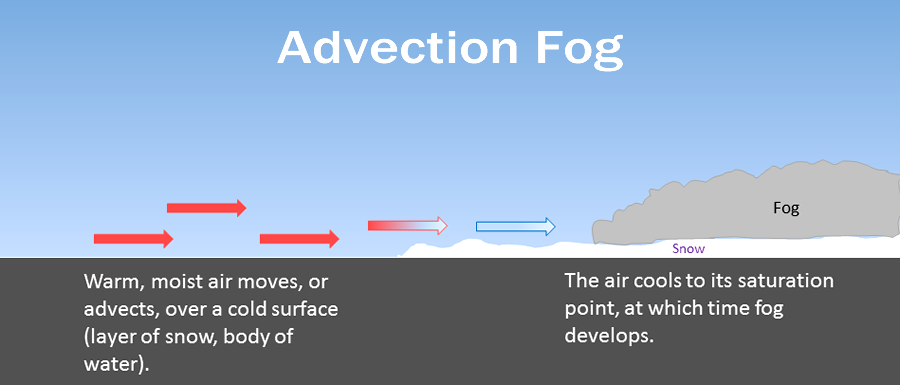 Advection Fog
Fog
Snow
Warm, moist air moves, or
advects, over a cold surface
(layer of snow, body of
water).
The air cools to its saturation
point, at which time fog
develops.